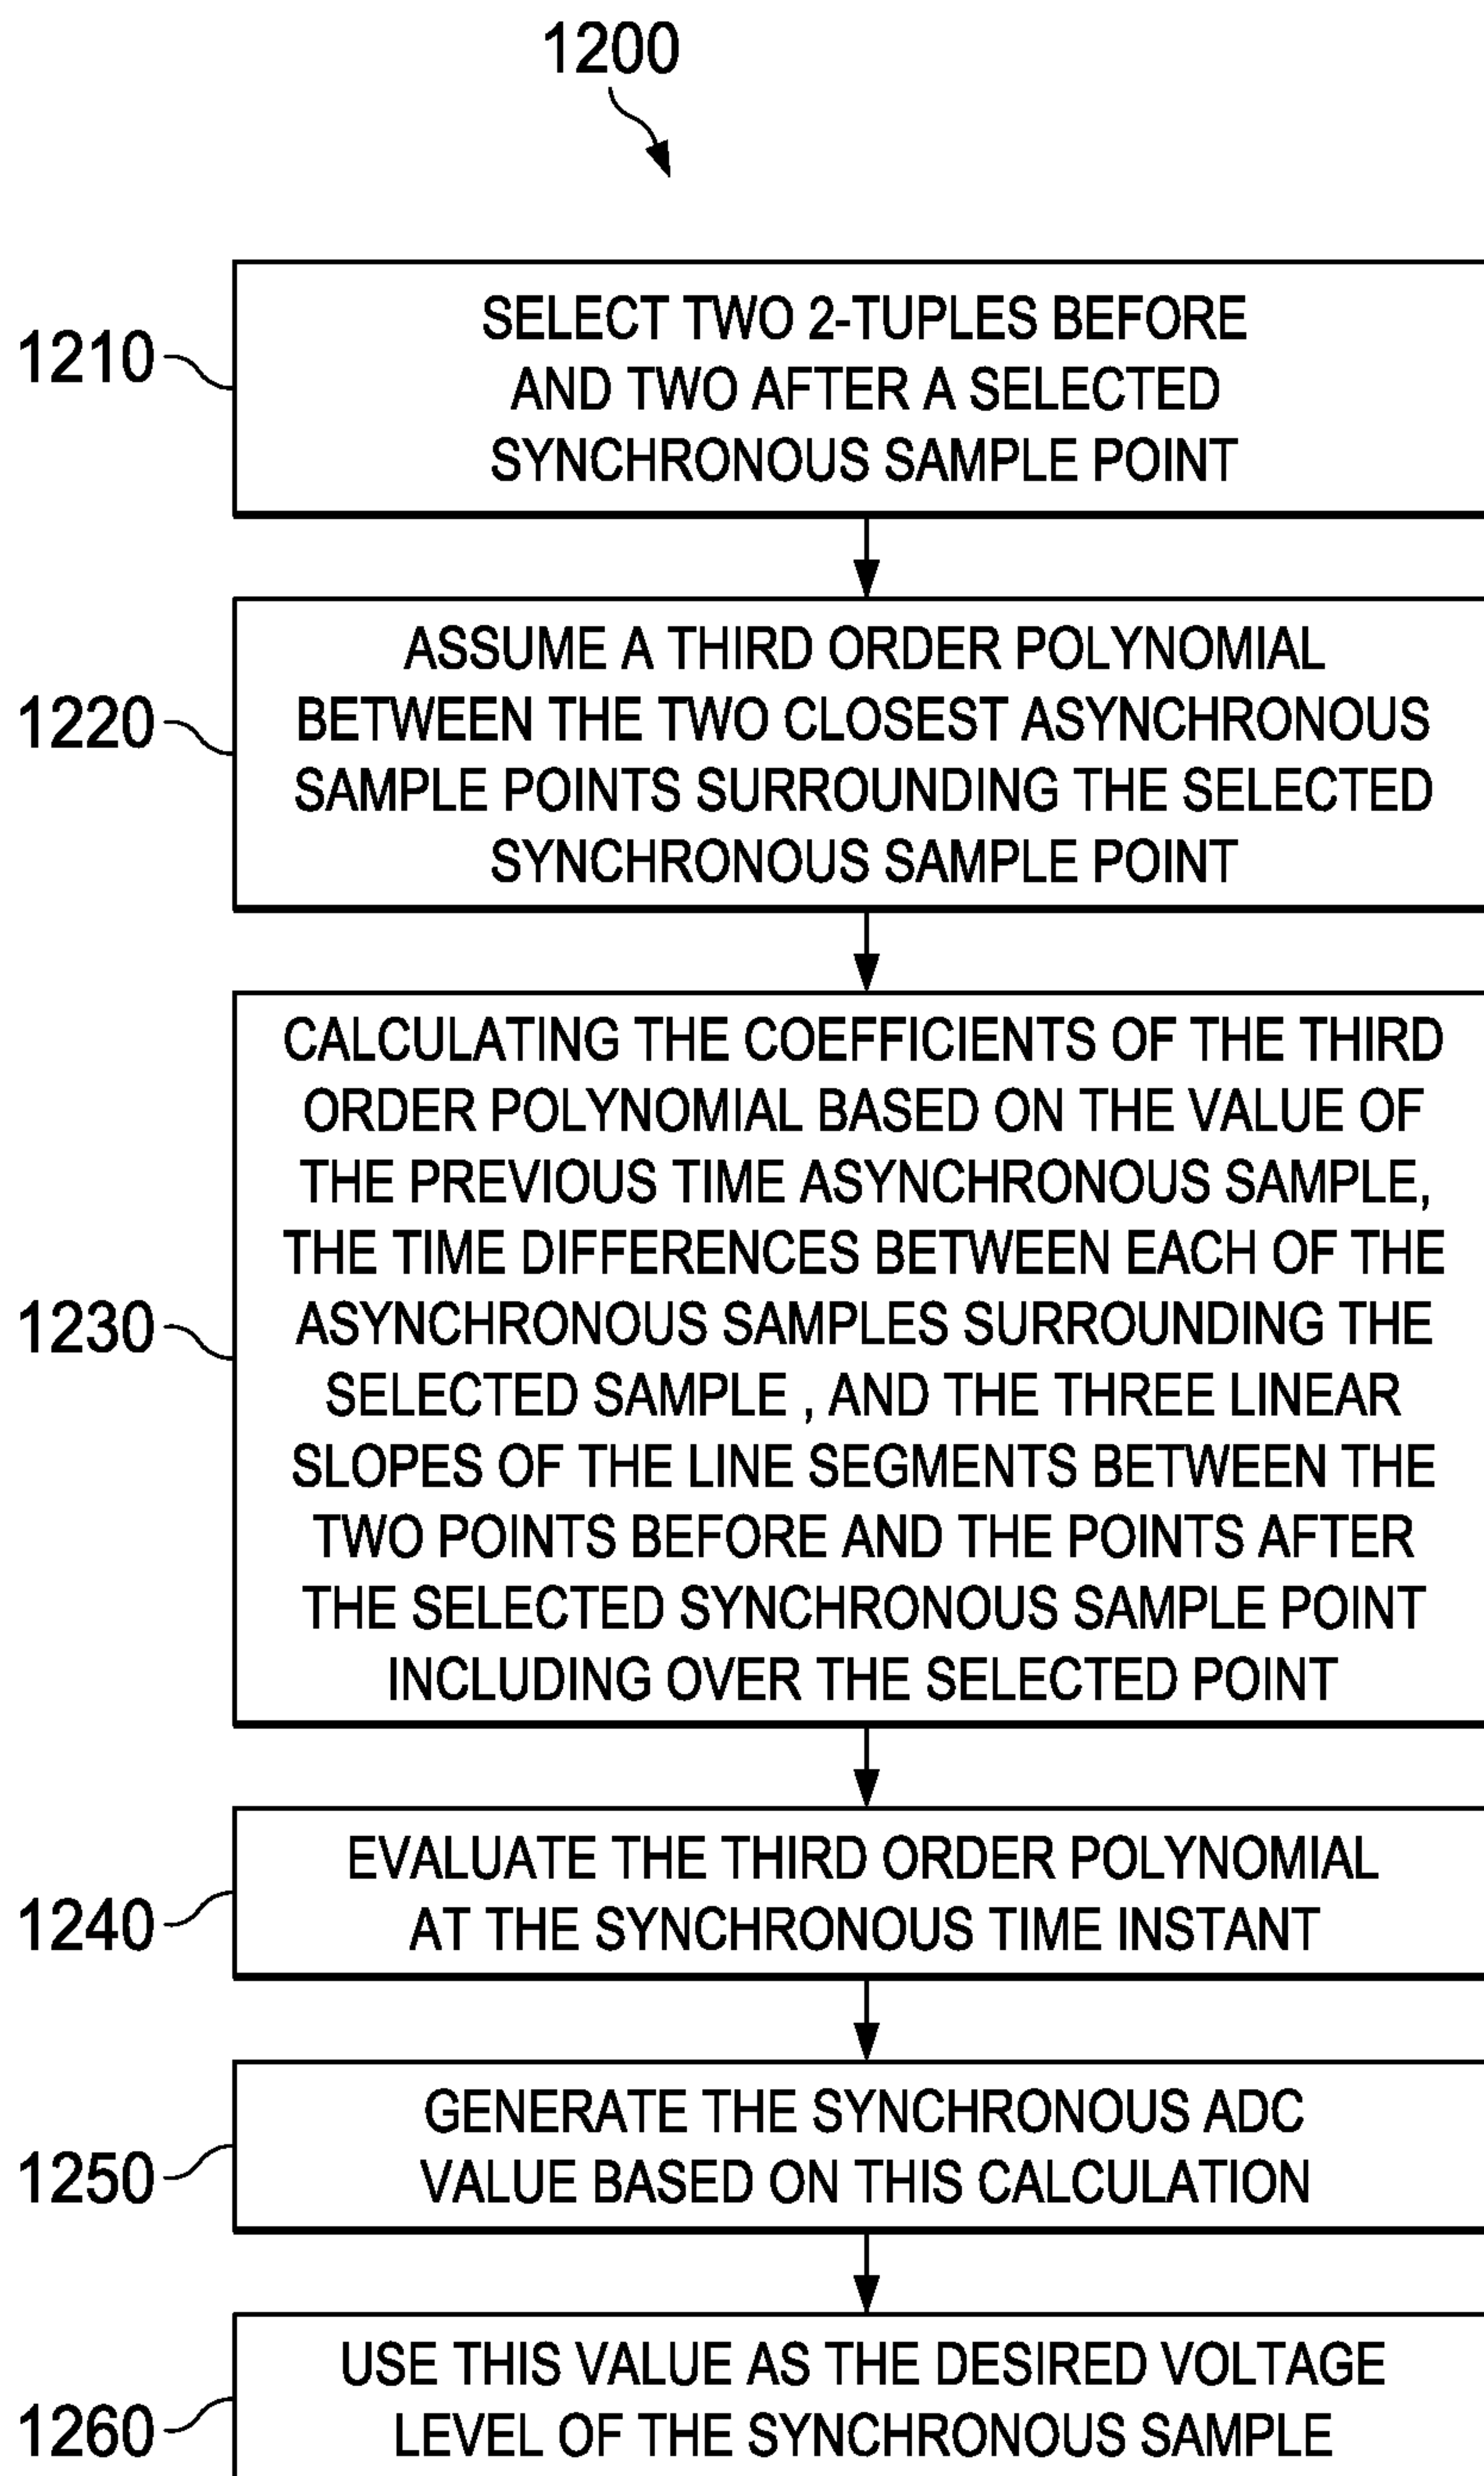 1200
1210
SELECT TWO 2-TUPLES BEFORE
AND TWO AFTER A SELECTED
SYNCHRONOUS SAMPLE POINT
1220
ASSUME A THIRD ORDER POLYNOMIAL
BETWEEN THE TWO CLOSEST ASYNCHRONOUS
SAMPLE POINTS SURROUNDING THE SELECTED
SYNCHRONOUS SAMPLE POINT
1230
CALCULATING THE COEFFICIENTS OF THE THIRD
ORDER POLYNOMIAL BASED ON THE VALUE OF
THE PREVIOUS TIME ASYNCHRONOUS SAMPLE,
THE TIME DIFFERENCES BETWEEN EACH OF THE
ASYNCHRONOUS SAMPLES SURROUNDING THE
SELECTED SAMPLE , AND THE THREE LINEAR
SLOPES OF THE LINE SEGMENTS BETWEEN THE
TWO POINTS BEFORE AND THE POINTS AFTER
THE SELECTED SYNCHRONOUS SAMPLE POINT
INCLUDING OVER THE SELECTED POINT
1240
EVALUATE THE THIRD ORDER POLYNOMIAL
AT THE SYNCHRONOUS TIME INSTANT
1250
GENERATE THE SYNCHRONOUS ADC
VALUE BASED ON THIS CALCULATION
1260
USE THIS VALUE AS THE DESIRED VOLTAGE
LEVEL OF THE SYNCHRONOUS SAMPLE